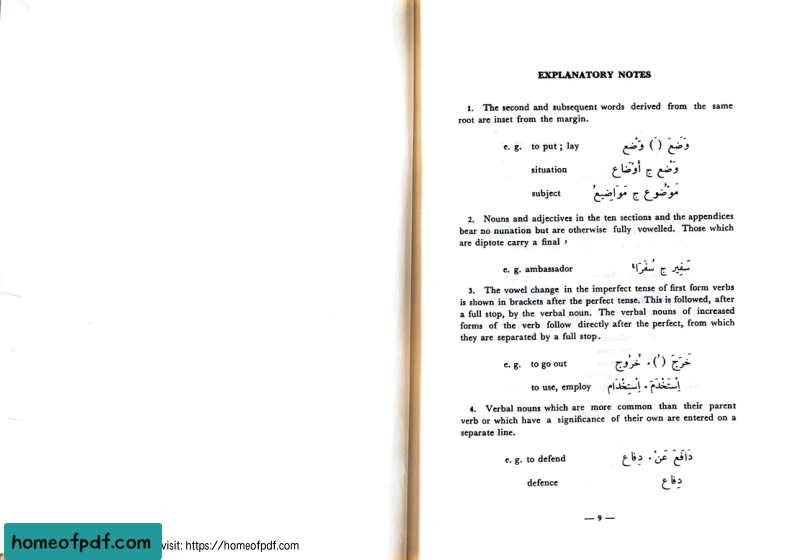 EXPLANATORY NOTES
1. The second and subsequent words derived from the same
root are inset from the margin.
e. g. to put ; lay وَضَعَ (َ) وَضْع
situation وَضْع ج أَوْضَاع
subject مَوْضُوع ج مَوَاضِيعُ
2. Nouns and adjectives in the ten sections and the appendices
bear no nunation but are otherwise fully vowelled. Those which
are diptote carry a final ُ
e. g. ambassador سَفِير ج سُفَرَاءُ
3. The vowel change in the imperfect tense of first form verbs
is shown in brackets after the perfect tense. This is followed, after
a full stop, by the verbal noun. The verbal nouns of increased
forms of the verb follow directly after the perfect, from which
they are separated by a full stop.
e. g. to go out خَرَجَ (ُ) . خُرُوج
to use, employ اِسْتَخْدَمَ . اِسْتِخْدَام
4. Verbal nouns which are more common than their parent
verb or which have a significance of their own are entered on a
separate line.
e. g. to defend دَافَعَ عَنْ . دِفَاع
defence دِفَاع
— 9 —
homeofpdf.com visit: https://homeofpdf.com